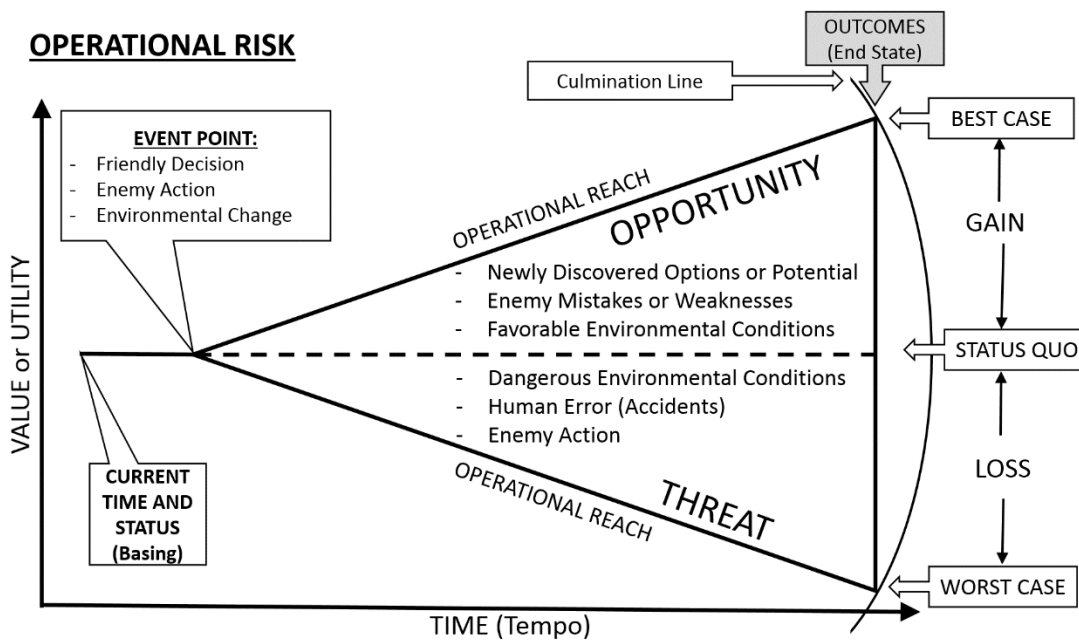 OPERATIONAL RISK
OUTCOMES
(End State)
Culmination Line
EVENT POINT:
- Friendly Decision
- Enemy Action
- Environmental Change
BEST CASE
OPERATIONAL REACH
OPPORTUNITY
GAIN
- Newly Discovered Options or Potential
- Enemy Mistakes or Weaknesses
- Favorable Environmental Conditions
STATUS QUO
- Dangerous Environmental Conditions
- Human Error (Accidents)
- Enemy Action
VALUE or UTILITY
CURRENT
TIME AND
STATUS
(Basing)
OPERATIONAL REACH
THREAT
LOSS
WORST CASE
TIME (Tempo)